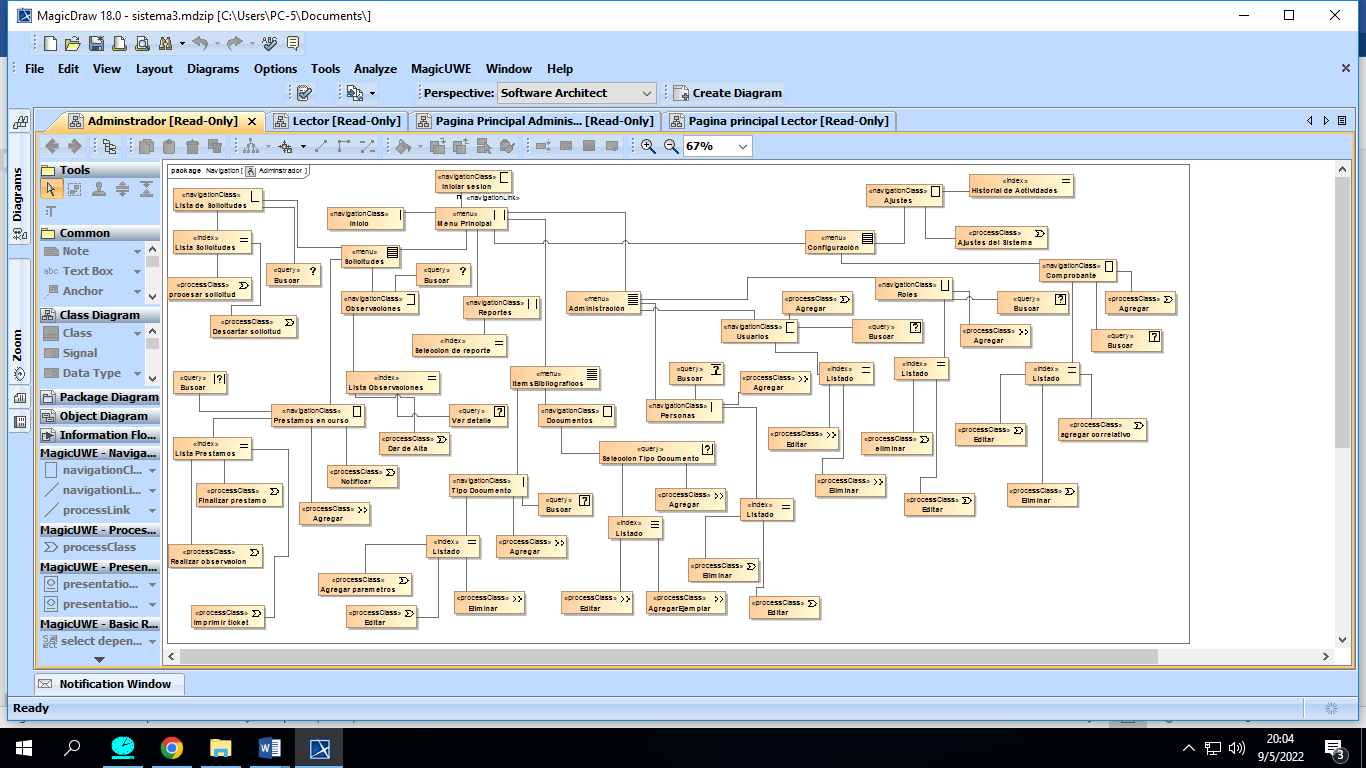 MagicDraw 18.0 - sistema3.mdzip [C:\Users\PC-5\Documents\]
File Edit View Layout Diagrams Options Tools Analyze MagicUWE Window Help
Perspective: Software Architect Create Diagram
Adminstrador [Read-Only] Lector [Read-Only] Pagina Principal Adminis... [Read-Only] Pagina principal Lector [Read-Only]
67%
Diagrams
Zoom
Tools
Common
Note
Text Box
Anchor
Class Diagram
Class
Signal
Data Type
Package Diagram
Object Diagram
Information Flo...
MagicUWE - Naviga...
navigationCl...
navigationLi...
processLink
MagicUWE - Proces...
processClass
MagicUWE - Presen...
presentatio...
presentatio...
MagicUWE - Basic R...
select depen...
package Navigation [ Adminstrador ]
«navigationClass»
Iniciar sesion
«navigationLink»
«navigationClass»
Lista de Solicitudes
«navigationClass»
Inicio
«menu»
Menu Principal
«navigationClass»
Ajustes
«index»
Historial de Actividades
«index»
Lista Solicitudes
«menu»
Solicitudes
«menu»
Configuración
«processClass»
Ajustes del Sistema
«query»
Buscar
«query»
Buscar
«navigationClass»
Comprobante
«processClass»
procesar solicitud
«navigationClass»
Observaciones
«navigationClass»
Reportes
«menu»
Administración
«processClass»
Agregar
«navigationClass»
Roles
«query»
Buscar
«processClass»
Agregar
«processClass»
Descartar solicitud
«navigationClass»
Usuarios
«query»
Buscar
«processClass»
Agregar
«query»
Buscar
«index»
Seleccion de reporte
«query»
Buscar
«index»
Lista Observaciones
«menu»
ItemsBibliograficos
«query»
Buscar
«processClass»
Agregar
«index»
Listado
«index»
Listado
«index»
Listado
«navigationClass»
Prestamos en curso
«query»
Ver detalle
«navigationClass»
Documentos
«navigationClass»
Personas
«index»
Lista Prestamos
«processClass»
Dar de Alta
«query»
Seleccion Tipo Documento
«processClass»
Editar
«processClass»
eliminar
«processClass»
Editar
«processClass»
agregar correlativo
«processClass»
Notificar
«processClass»
Finalizar prestamo
«navigationClass»
Tipo Documento
«query»
Buscar
«processClass»
Agregar
«processClass»
Eliminar
«processClass»
Editar
«processClass»
Eliminar
«processClass»
Agregar
«index»
Listado
«index»
Listado
«processClass»
Realizar observacion
«index»
Listado
«processClass»
Agregar
«processClass»
Eliminar
«processClass»
Agregar parametros
«processClass»
Imprimir ticket
«processClass»
Editar
«processClass»
Eliminar
«processClass»
Editar
«processClass»
AgregarEjemplar
«processClass»
Editar
Notification Window
Ready
20:04
9/5/2022
3